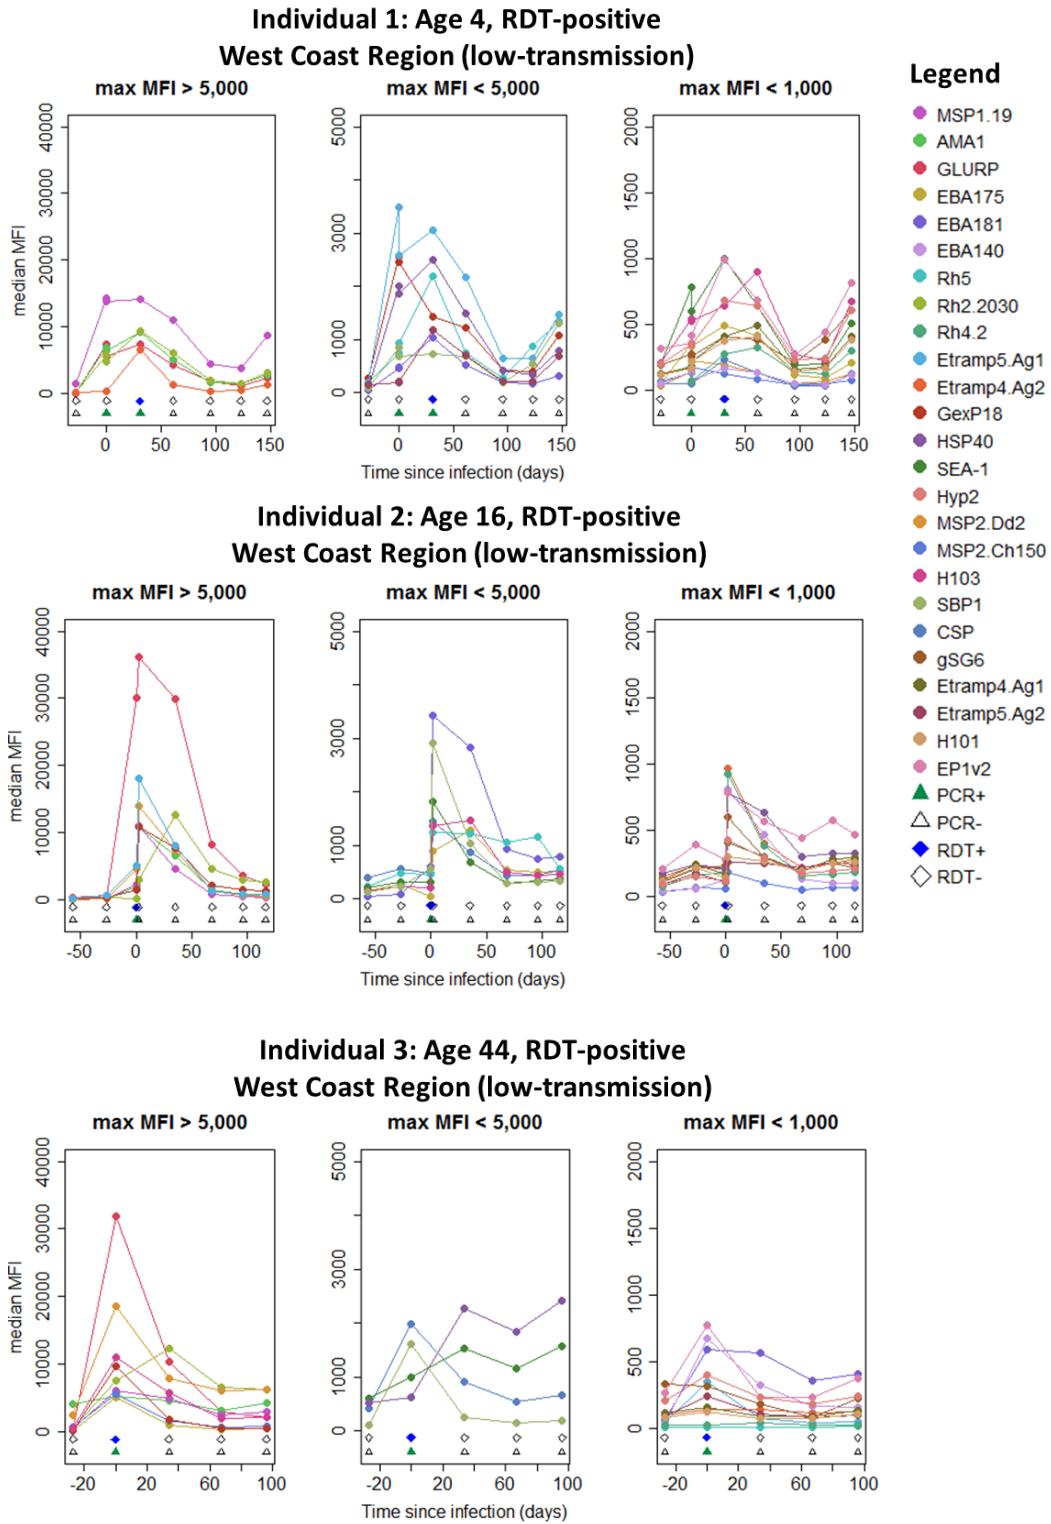 Individual 1: Age 4, RDT-positive
West Coast Region (low-transmission)
max MFI > 5,000
max MFI < 5,000
max MFI < 1,000
median MFI
0
10000
20000
30000
40000
0
1000
3000
5000
0
500
1000
1500
2000
0 50 100 150
0 50 100 150
0 50 100 150
Time since infection (days)
Individual 2: Age 16, RDT-positive
West Coast Region (low-transmission)
max MFI > 5,000
max MFI < 5,000
max MFI < 1,000
median MFI
0
10000
20000
30000
40000
0
1000
3000
5000
0
500
1000
1500
2000
-50 0 50 100
-50 0 50 100
-50 0 50 100
Time since infection (days)
Individual 3: Age 44, RDT-positive
West Coast Region (low-transmission)
max MFI > 5,000
max MFI < 5,000
max MFI < 1,000
median MFI
0
10000
20000
30000
40000
0
1000
3000
5000
0
500
1000
1500
2000
-20 20 60 100
-20 20 60 100
-20 20 60 100
Time since infection (days)
Legend
MSP1.19
AMA1
GLURP
EBA175
EBA181
EBA140
Rh5
Rh2.2030
Rh4.2
Etramp5.Ag1
Etramp4.Ag2
GexP18
HSP40
SEA-1
Hyp2
MSP2.Dd2
MSP2.Ch150
H103
SBP1
CSP
gSG6
Etramp4.Ag1
Etramp5.Ag2
H101
EP1v2
PCR+
PCR-
RDT+
RDT-